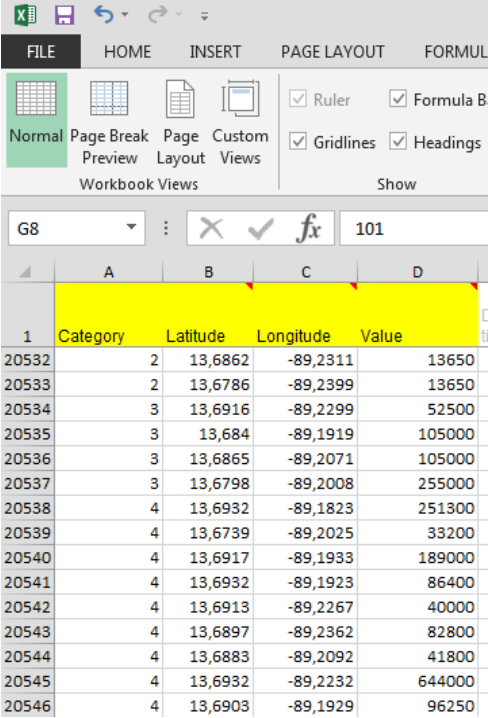 FILE HOME INSERT PAGE LAYOUT FORMUL
Ruler Formula B
Normal Page Break Page Custom
Preview Layout Views
Gridlines Headings
Workbook Views Show
G8 fx 101
A B C D
1 Category Latitude Longitude Value
20532 2 13,6862 -89,2311 13650
20533 2 13,6786 -89,2399 13650
20534 3 13,6916 -89,2299 52500
20535 3 13,684 -89,1919 105000
20536 3 13,6865 -89,2071 105000
20537 3 13,6798 -89,2008 255000
20538 4 13,6932 -89,1823 251300
20539 4 13,6739 -89,2025 33200
20540 4 13,6917 -89,1933 189000
20541 4 13,6932 -89,1923 86400
20542 4 13,6913 -89,2267 40000
20543 4 13,6897 -89,2362 82800
20544 4 13,6883 -89,2092 41800
20545 4 13,6932 -89,2232 644000
20546 4 13,6903 -89,1929 96250